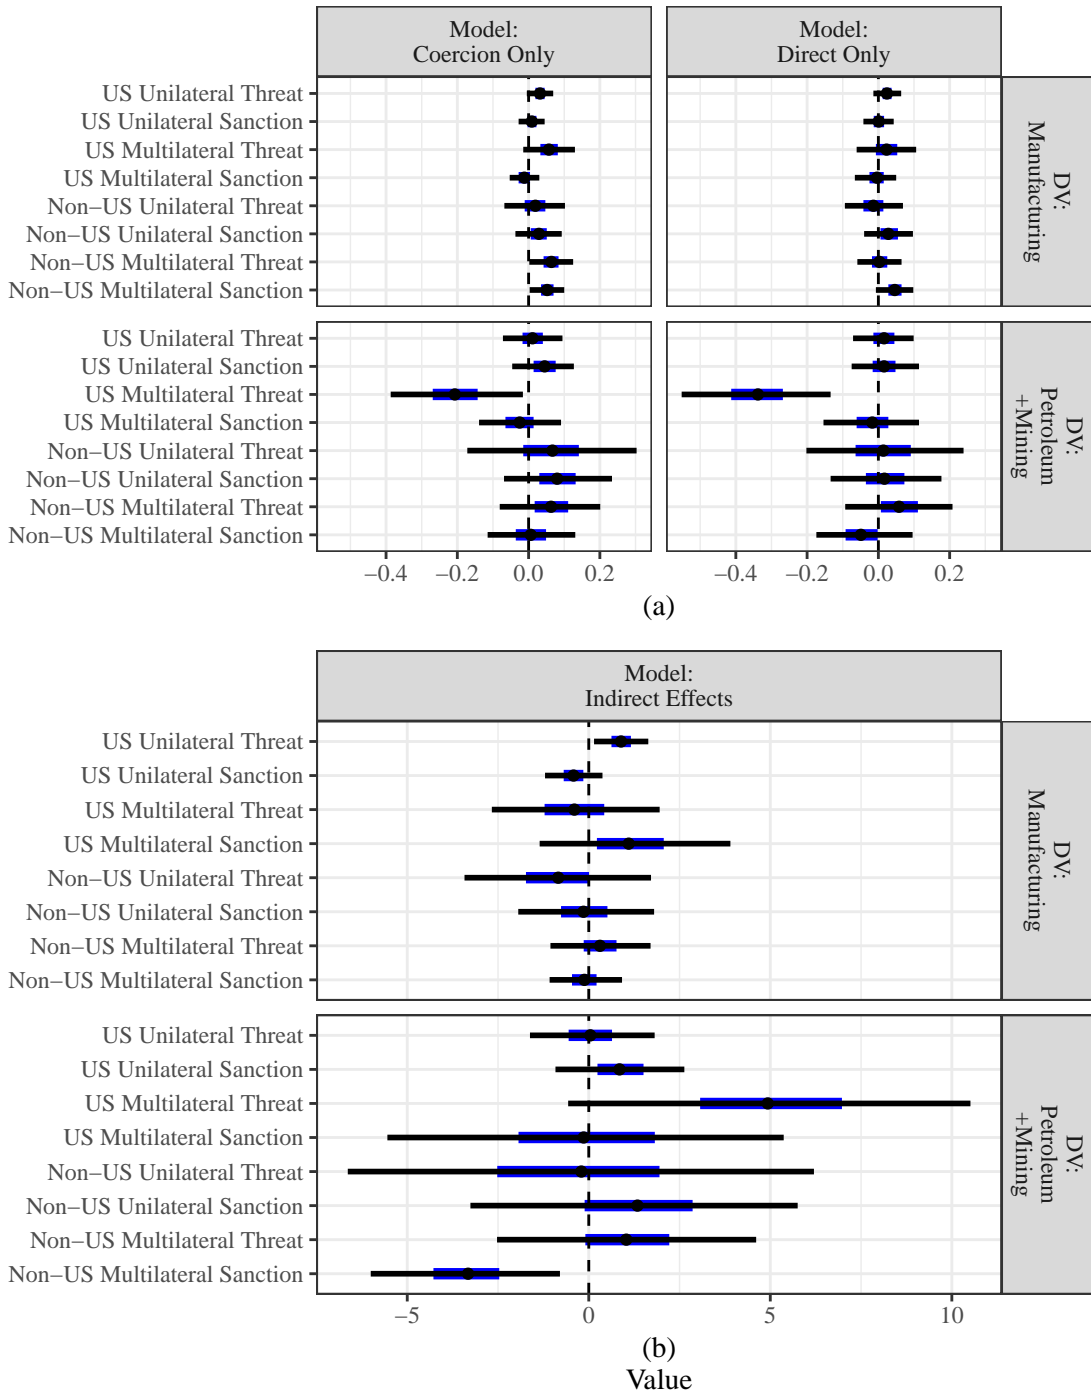 Model:
Coercion Only
Model:
Direct Only
US Unilateral Threat
US Unilateral Sanction
US Multilateral Threat
US Multilateral Sanction
Non−US Unilateral Threat
Non−US Unilateral Sanction
Non−US Multilateral Threat
Non−US Multilateral Sanction
DV:
Manufacturing
US Unilateral Threat
US Unilateral Sanction
US Multilateral Threat
US Multilateral Sanction
Non−US Unilateral Threat
Non−US Unilateral Sanction
Non−US Multilateral Threat
Non−US Multilateral Sanction
DV:
Petroleum
+Mining
−0.4 −0.2 0.0 0.2
−0.4 −0.2 0.0 0.2
(a)
Model:
Indirect Effects
US Unilateral Threat
US Unilateral Sanction
US Multilateral Threat
US Multilateral Sanction
Non−US Unilateral Threat
Non−US Unilateral Sanction
Non−US Multilateral Threat
Non−US Multilateral Sanction
DV:
Manufacturing
US Unilateral Threat
US Unilateral Sanction
US Multilateral Threat
US Multilateral Sanction
Non−US Unilateral Threat
Non−US Unilateral Sanction
Non−US Multilateral Threat
Non−US Multilateral Sanction
DV:
Petroleum
+Mining
−5 0 5 10
(b)
Value